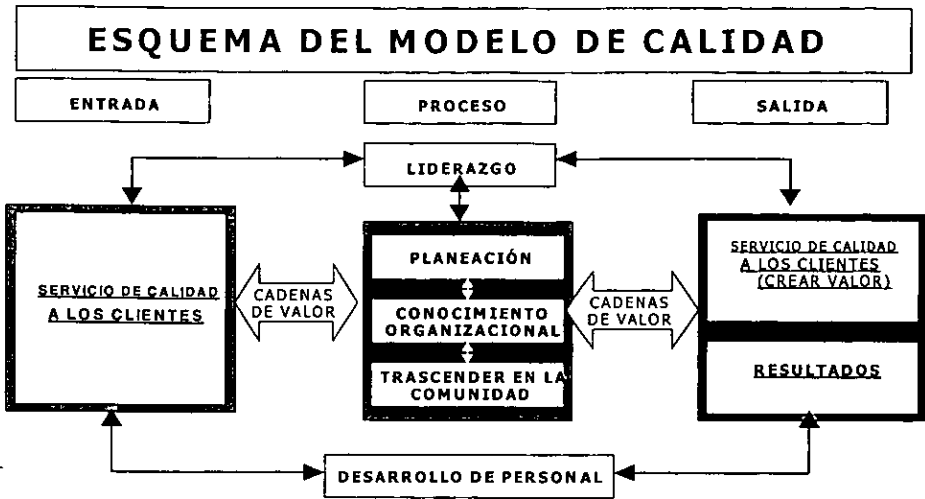 ESQUEMA DEL MODELO DE CALIDAD
ENTRADA
PROCESO
SALIDA
LIDERAZGO
SERVICIO DE CALIDAD
A LOS CLIENTES
CADENAS
DE VALOR
PLANEACIÓN
CONOCIMIENTO
ORGANIZACIONAL
TRASCENDER EN LA
COMUNIDAD
CADENAS
DE VALOR
SERVICIO DE CALIDAD
A LOS CLIENTES
(CREAR VALOR)
RESULTADOS
DESARROLLO DE PERSONAL